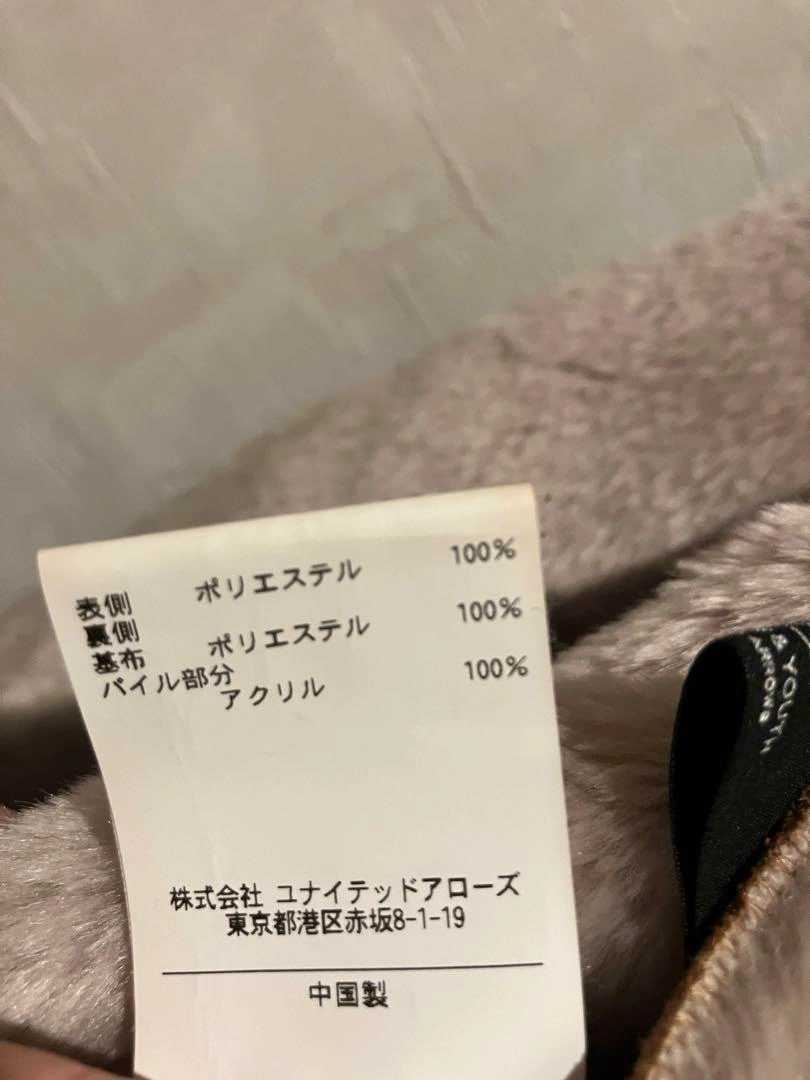 表側 ポリエステル 100%
裏側
基布 ポリエステル 100%
パイル部分
アクリル 100%
株式会社 ユナイテッドアローズ
東京都港区赤坂8-1-19
中国製
& YOUTH
ARROWS